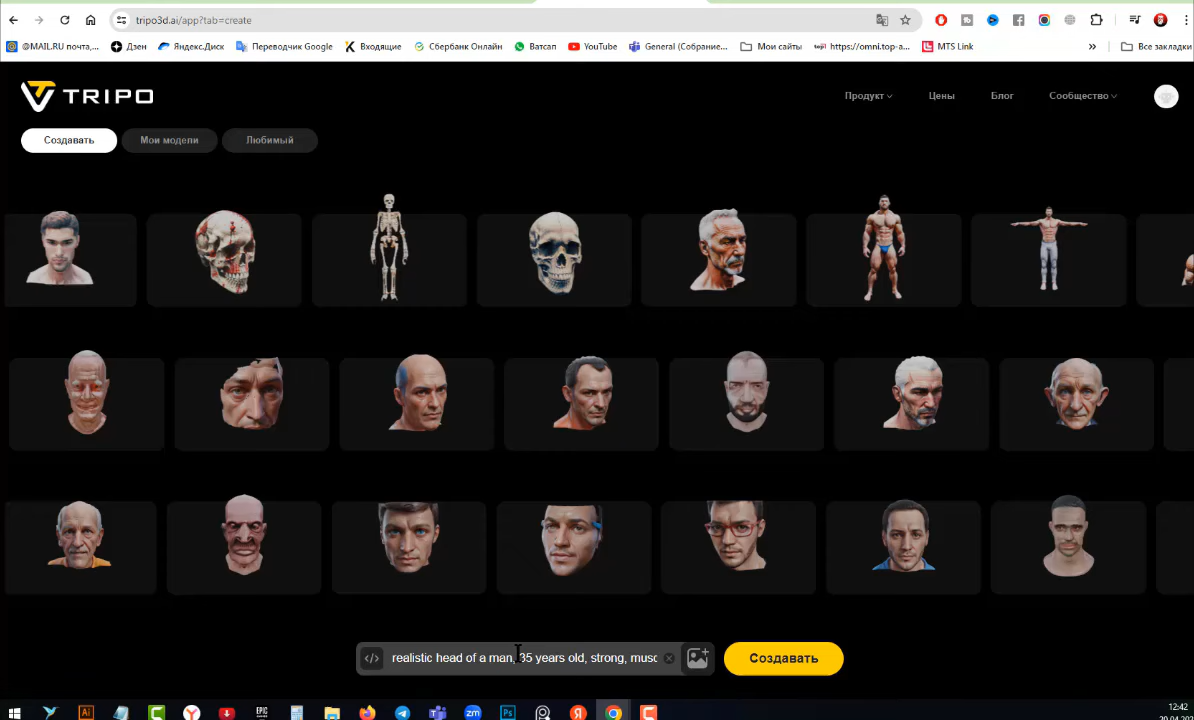 tripo3d.ai/app?tab=create
@MAIL.RU почта,... Дзен Яндекс.Диск Переводчик Google Входящие Сбербанк Онлайн Ватсап YouTube General (Собрание... Мои сайты https://omni.top-a... MTS Link » Все закладки
TRIPO Продукт Цены Блог Сообщество
Создавать Мои модели Любимый
</> realistic head of a man, 35 years old, strong, musc Создавать
12:42